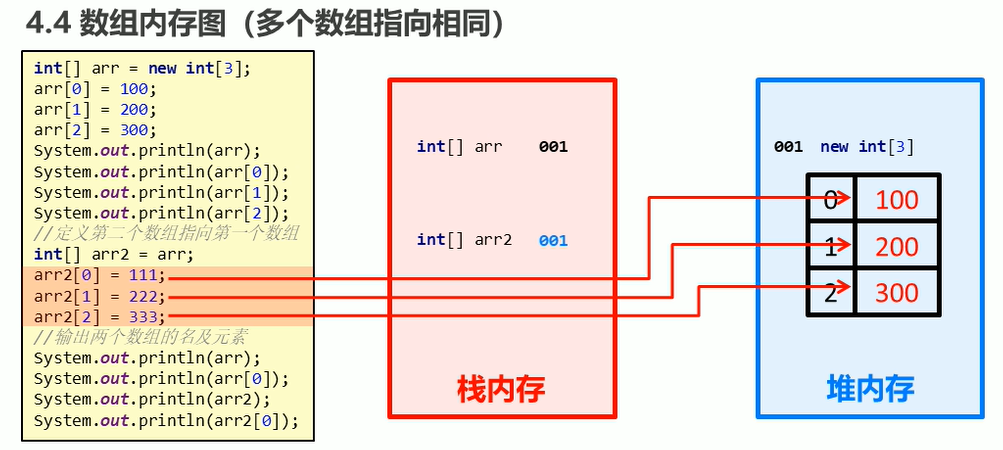 4.4 数组内存图（多个数组指向相同）
int[] arr = new int[3];
arr[0] = 100;
arr[1] = 200;
arr[2] = 300;
System.out.println(arr);
System.out.println(arr[0]);
System.out.println(arr[1]);
System.out.println(arr[2]);
//定义第二个数组指向第一个数组
int[] arr2 = arr;
arr2[0] = 111;
arr2[1] = 222;
arr2[2] = 333;
//输出两个数组的名及元素
System.out.println(arr);
System.out.println(arr[0]);
System.out.println(arr2);
System.out.println(arr2[0]);
int[] arr 001
int[] arr2 001
栈内存
001 new int[3]
0 100
1 200
2 300
堆内存